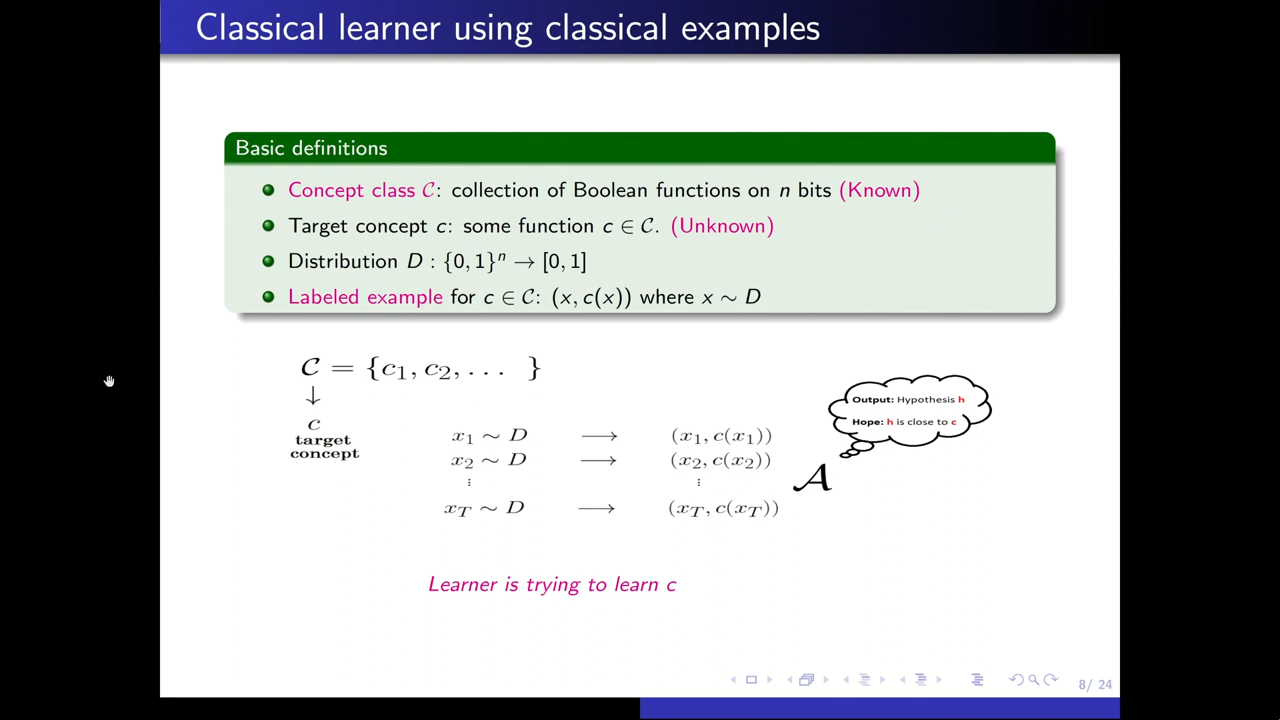 Classical learner using classical examples
Basic definitions
Concept class 𝒞: collection of Boolean functions on n bits (Known)
Target concept c: some function c ∈ 𝒞. (Unknown)
Distribution D : {0, 1}ⁿ → [0, 1]
Labeled example for c ∈ 𝒞: (x, c(x)) where x ∼ D
𝒞 = {c₁, c₂, . . . }
↓
c
target
concept
x₁ ∼ D ⟶ (x₁, c(x₁))
x₂ ∼ D ⟶ (x₂, c(x₂))
⋮ ⋮
x_T ∼ D ⟶ (x_T, c(x_T))
𝒜
Output: Hypothesis h
Hope: h is close to c
Learner is trying to learn c
8/ 24